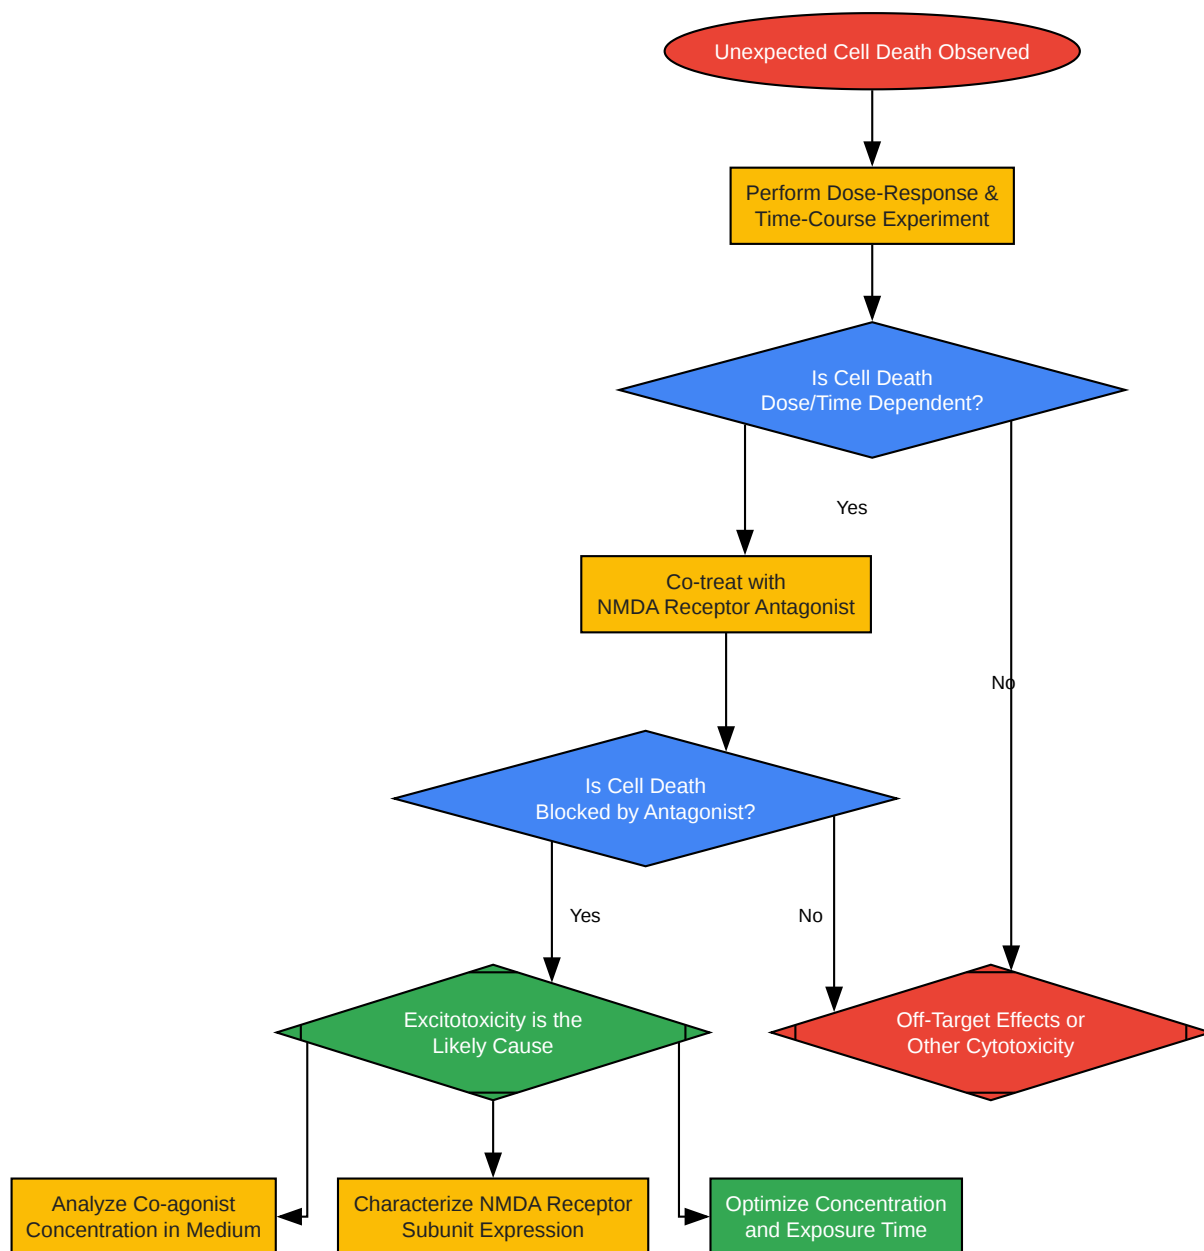 Unexpected Cell Death Observed
Perform Dose-Response &
Time-Course Experiment
Is Cell Death
Dose/Time Dependent?
Yes
Co-treat with
NMDA Receptor Antagonist
No
Is Cell Death
Blocked by Antagonist?
Yes
No
Excitotoxicity is the
Likely Cause
Off-Target Effects or
Other Cytotoxicity
Analyze Co-agonist
Concentration in Medium
Characterize NMDA Receptor
Subunit Expression
Optimize Concentration
and Exposure Time